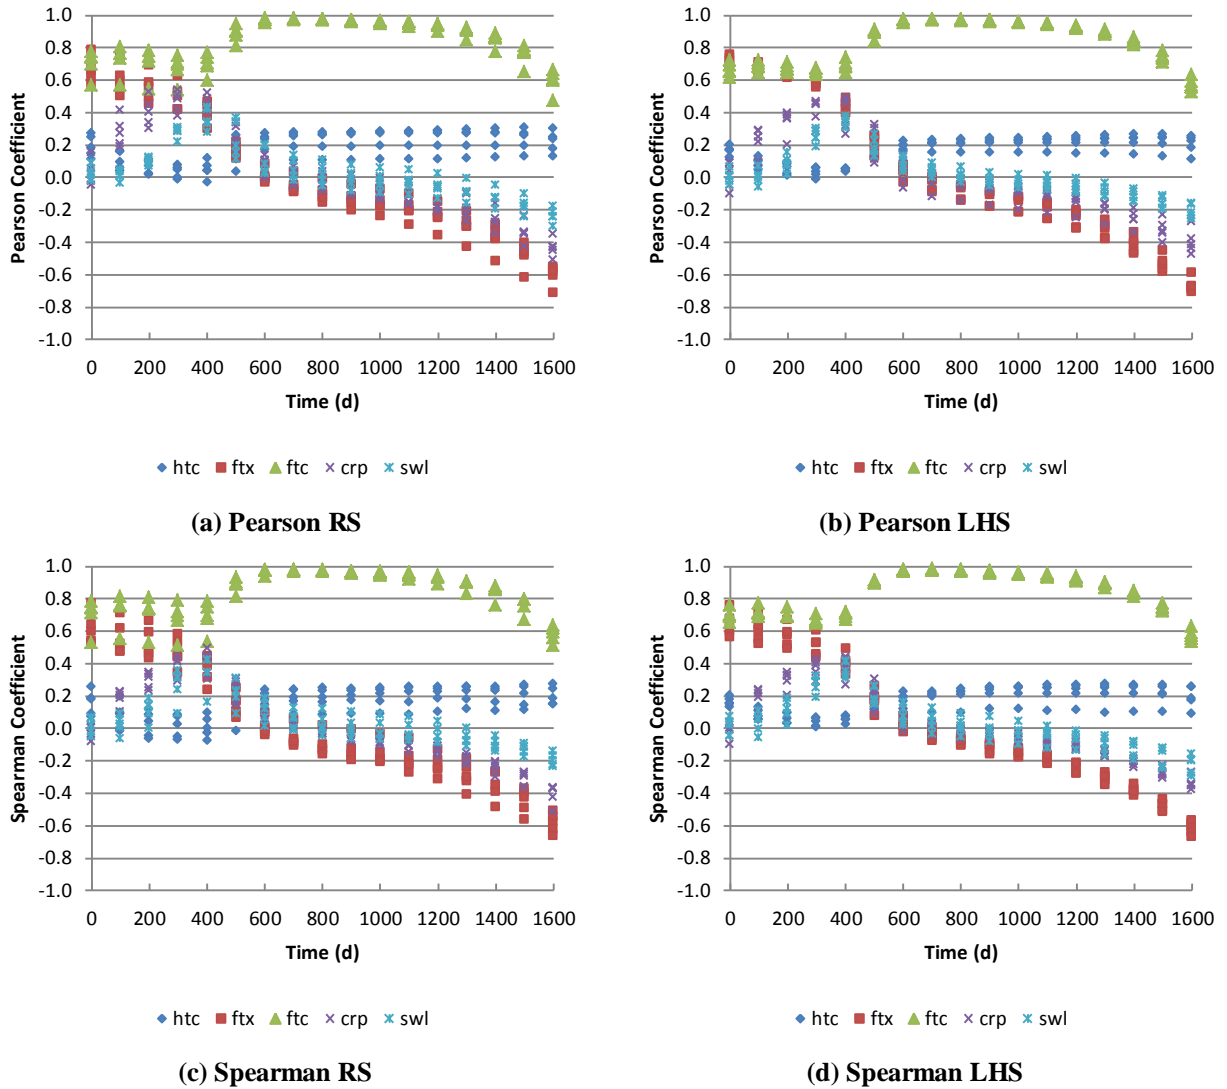 1.0
0.8
0.6
0.4
0.2
0.0
-0.2
-0.4
-0.6
-0.8
-1.0
Pearson Coefficient
0 200 400 600 800 1000 1200 1400 1600
Time (d)
htc ftx ftc crp swl
(a) Pearson RS
1.0
0.8
0.6
0.4
0.2
0.0
-0.2
-0.4
-0.6
-0.8
-1.0
Pearson Coefficient
0 200 400 600 800 1000 1200 1400 1600
Time (d)
htc ftx ftc crp swl
(b) Pearson LHS
1.0
0.8
0.6
0.4
0.2
0.0
-0.2
-0.4
-0.6
-0.8
-1.0
Spearman Coefficient
0 200 400 600 800 1000 1200 1400 1600
Time (d)
htc ftx ftc crp swl
(c) Spearman RS
1.0
0.8
0.6
0.4
0.2
0.0
-0.2
-0.4
-0.6
-0.8
-1.0
Spearman Coefficient
0 200 400 600 800 1000 1200 1400 1600
Time (d)
htc ftx ftc crp swl
(d) Spearman LHS